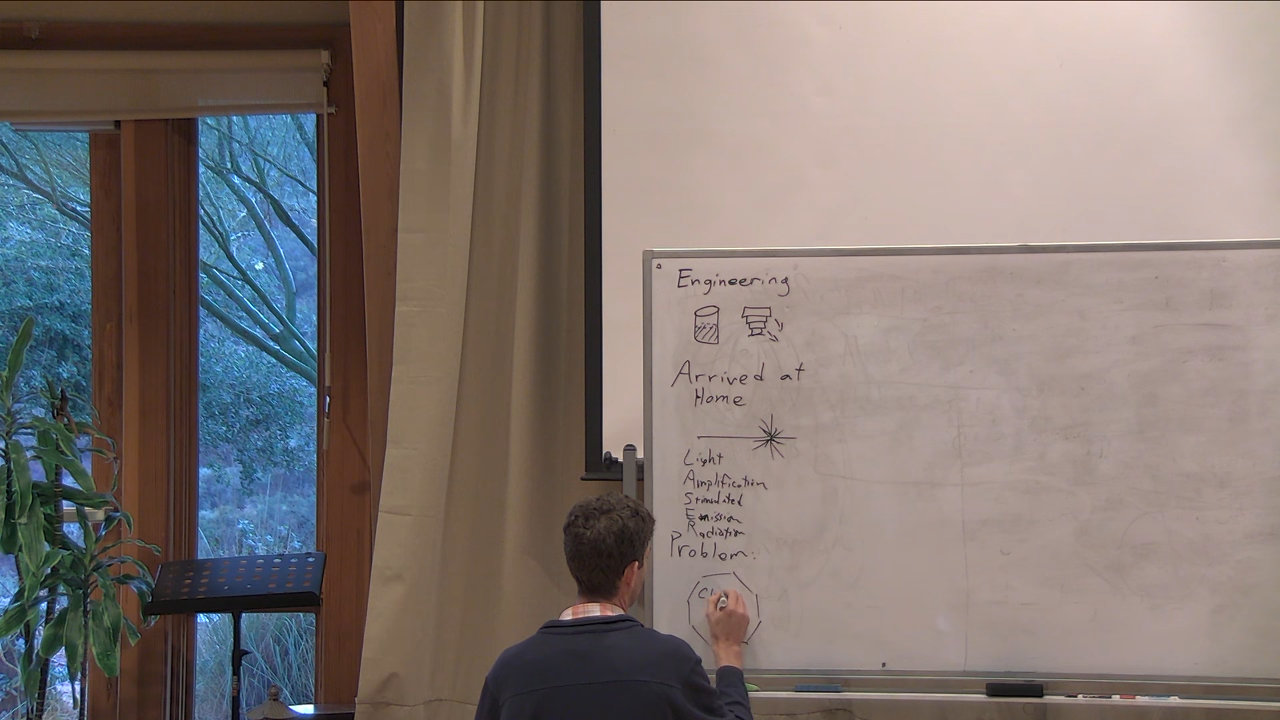 Engineering
Arrived at
Home
Light
Amplification
Stimulated
Emission
Radiation
Problem: